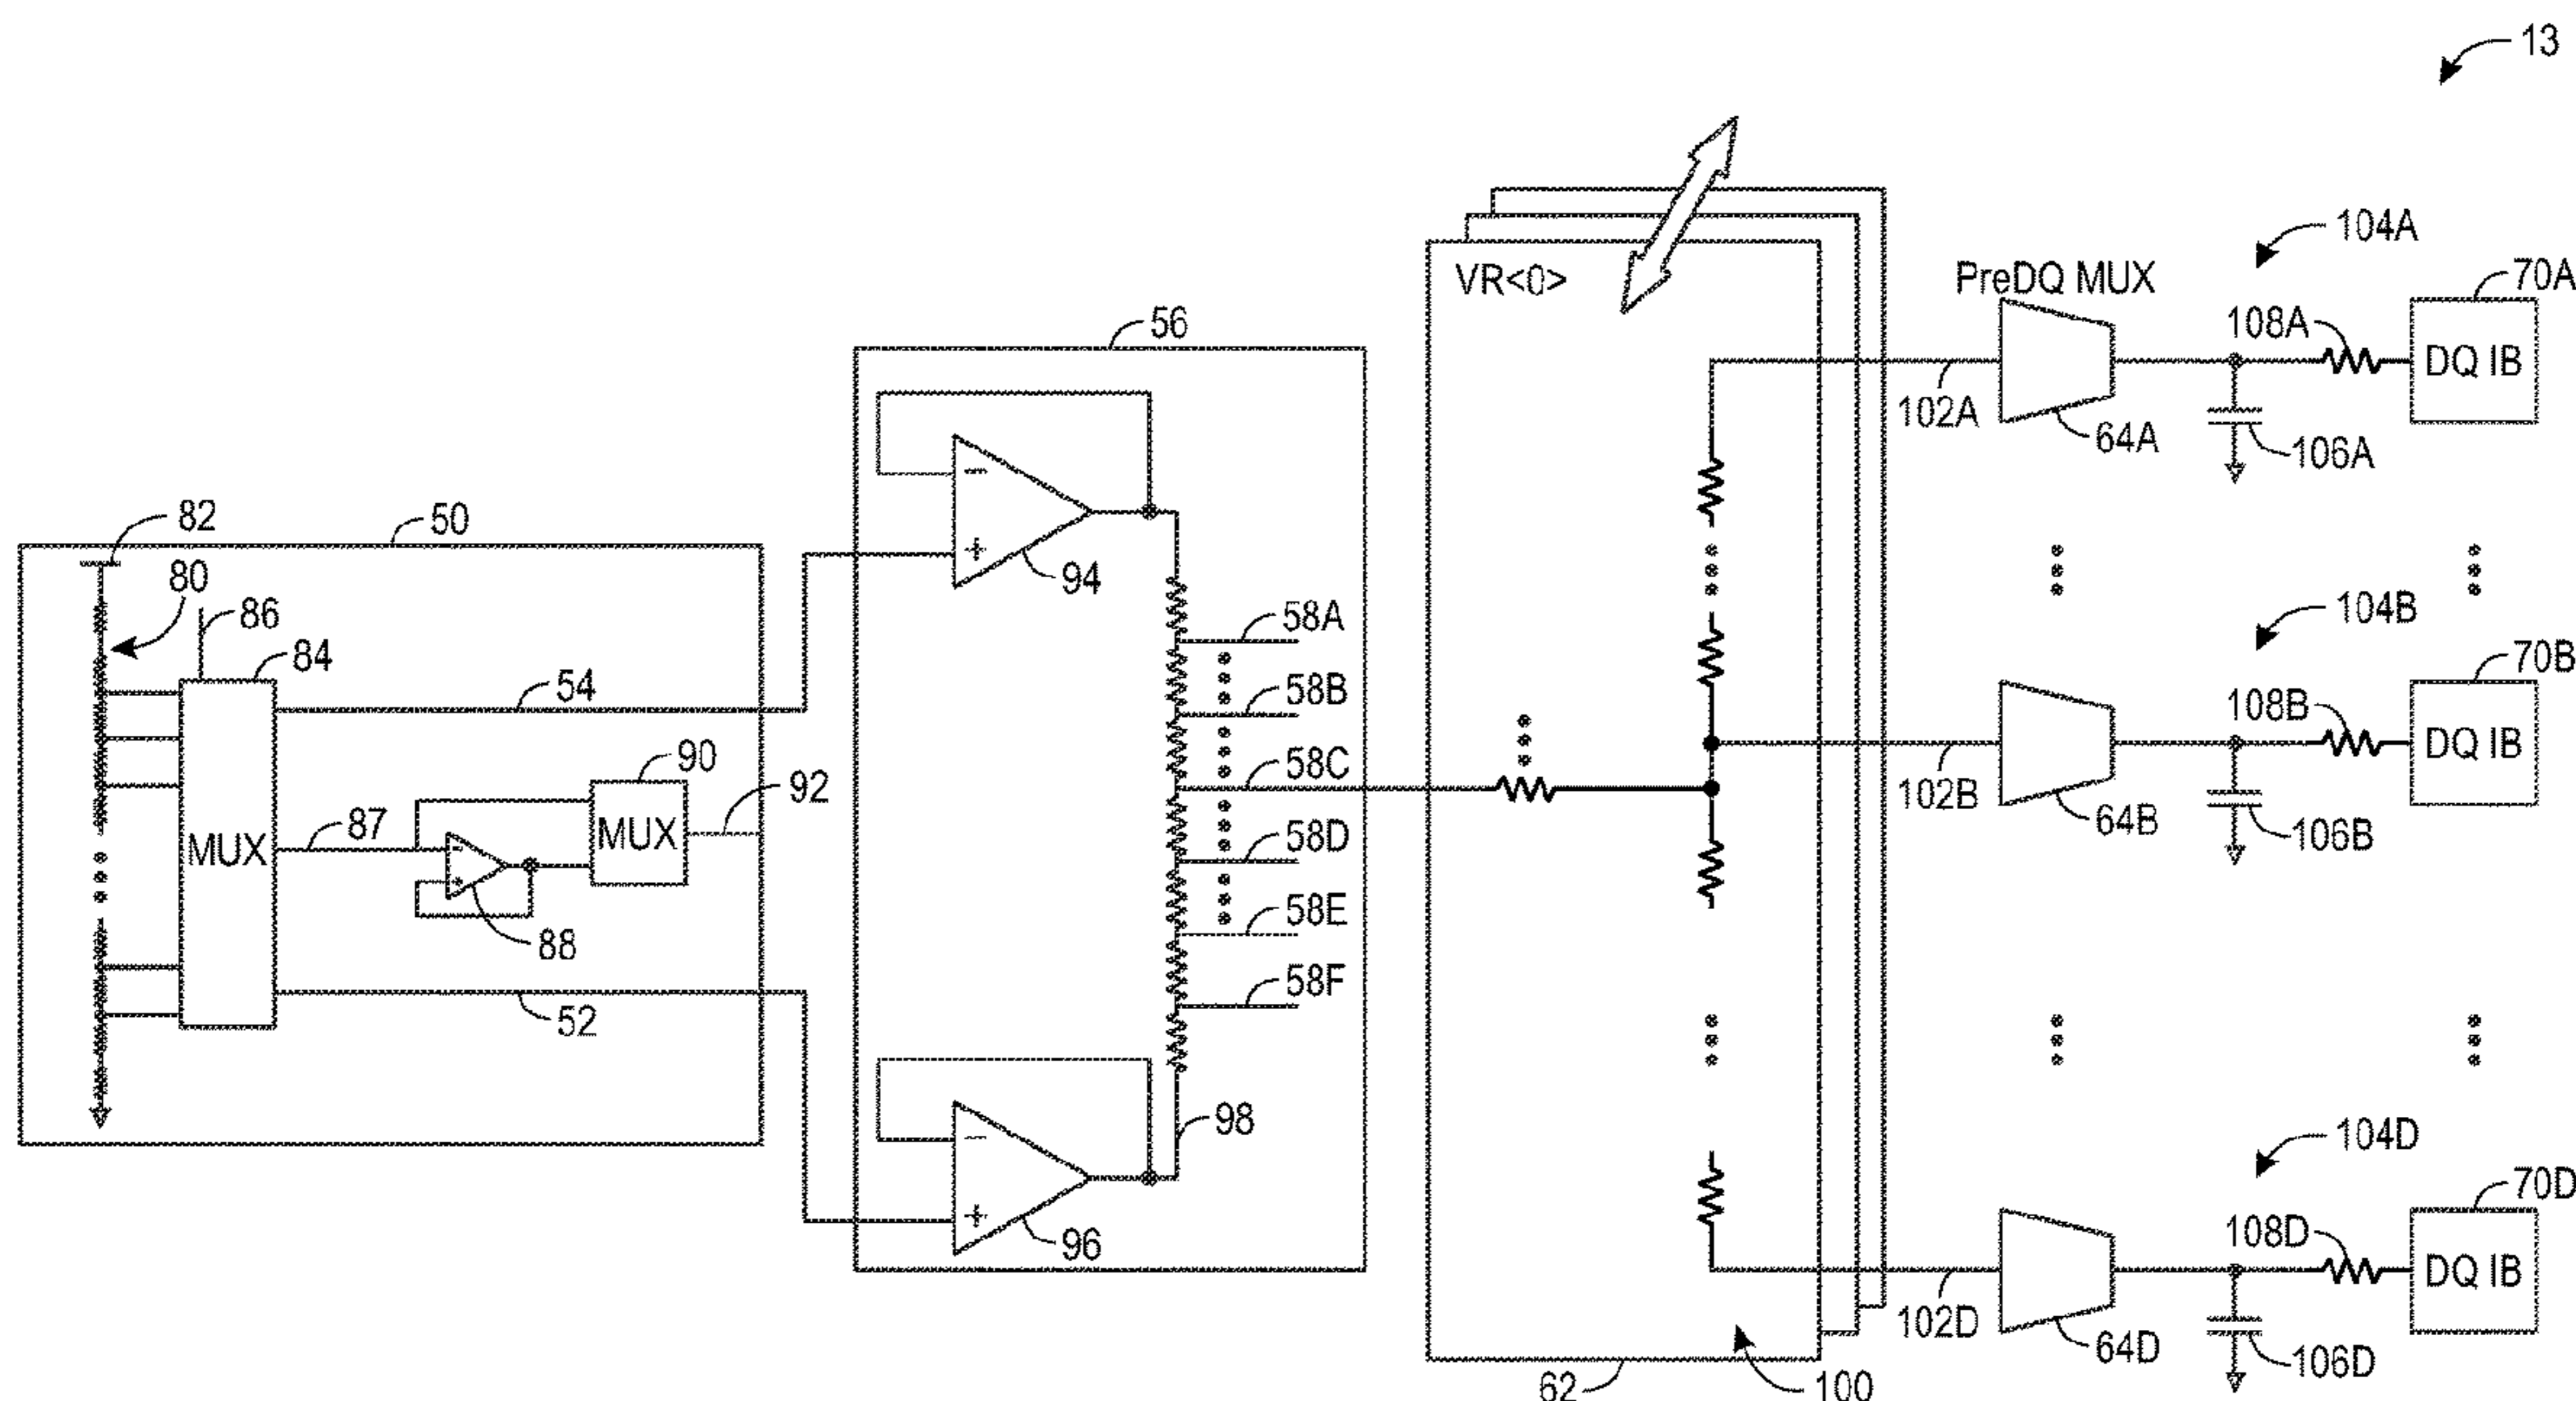 13
104A
VR<0>
PreDQ MUX
70A
56
108A
DQ IB
102A
64A
106A
82
50
94
80
86
84
58A
104B
54
58B
70B
90
58C
108B
DQ IB
92
102B
87
MUX
MUX
58D
64B
106B
88
58E
58F
52
98
104D
70D
96
108D
DQ IB
102D
64D
106D
62
100